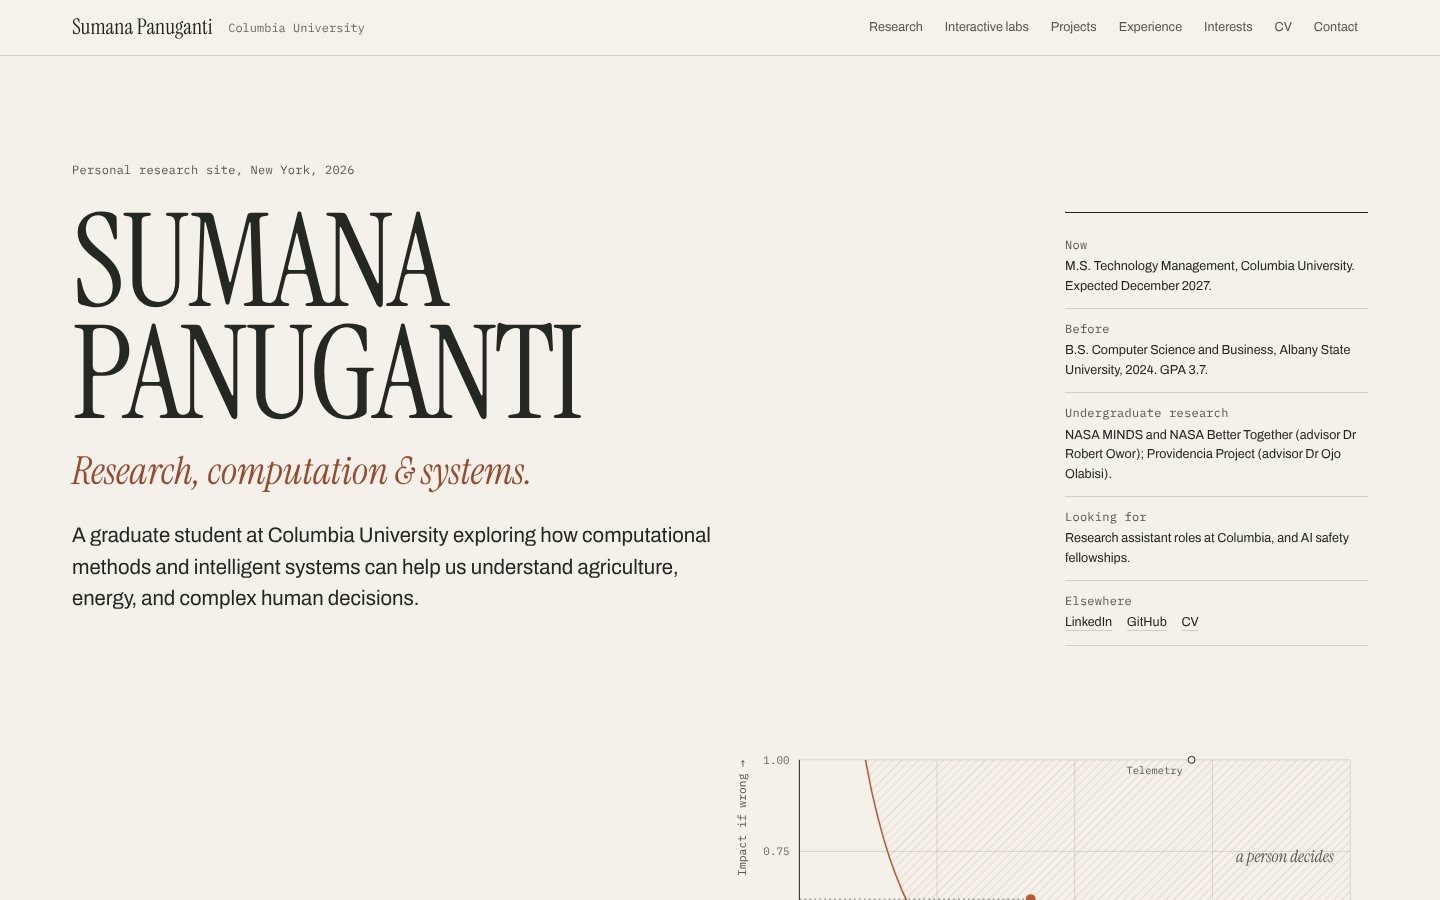 Sumana Panuganti Columbia University
Research Interactive labs Projects Experience Interests CV Contact
Personal research site, New York, 2026
SUMANA
PANUGANTI
Research, computation & systems.
A graduate student at Columbia University exploring how computational
methods and intelligent systems can help us understand agriculture,
energy, and complex human decisions.
Now
M.S. Technology Management, Columbia University.
Expected December 2027.
Before
B.S. Computer Science and Business, Albany State
University, 2024. GPA 3.7.
Undergraduate research
NASA MINDS and NASA Better Together (advisor Dr
Robert Owor); Providencia Project (advisor Dr Ojo
Olabisi).
Looking for
Research assistant roles at Columbia, and AI safety
fellowships.
Elsewhere
LinkedIn GitHub CV
Impact if wrong →
1.00
Telemetry
0.75
a person decides